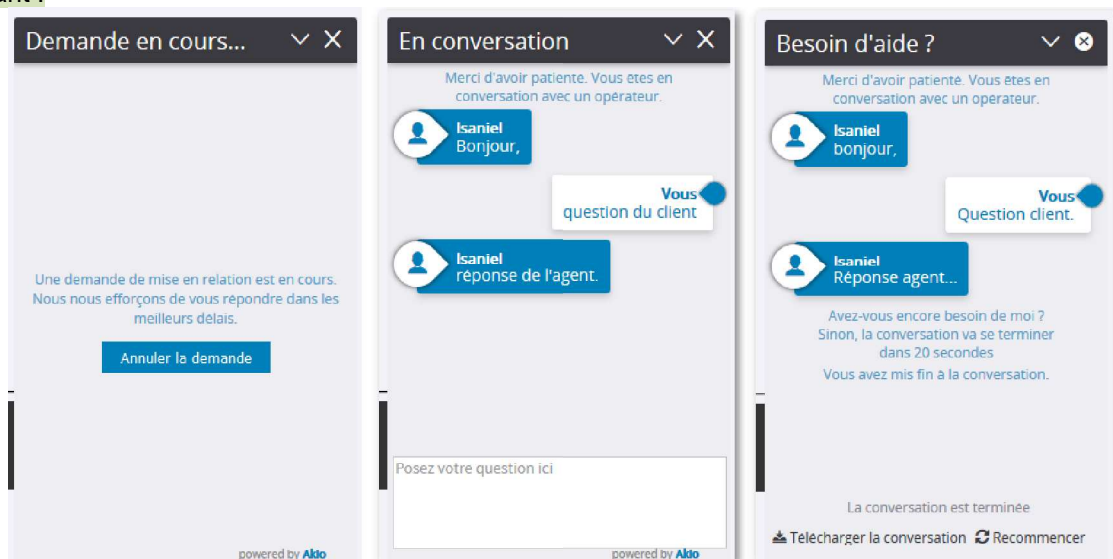 Demande en cours...
Une demande de mise en relation est en cours.
Nous nous efforçons de vous répondre dans les
meilleurs délais.
Annuler la demande
powered by Akio
En conversation
Merci d'avoir patienté. Vous êtes en
conversation avec un opérateur.
Isaniel
Bonjour,
Vous
question du client
Isaniel
réponse de l'agent.
Posez votre question ici
powered by Akio
Besoin d'aide ?
Merci d'avoir patienté. Vous êtes en
conversation avec un opérateur.
Isaniel
bonjour,
Vous
Question client.
Isaniel
Réponse agent...
Avez-vous encore besoin de moi ?
Sinon, la conversation va se terminer
dans 20 secondes
Vous avez mis fin à la conversation.
La conversation est terminée
Télécharger la conversation Recommencer